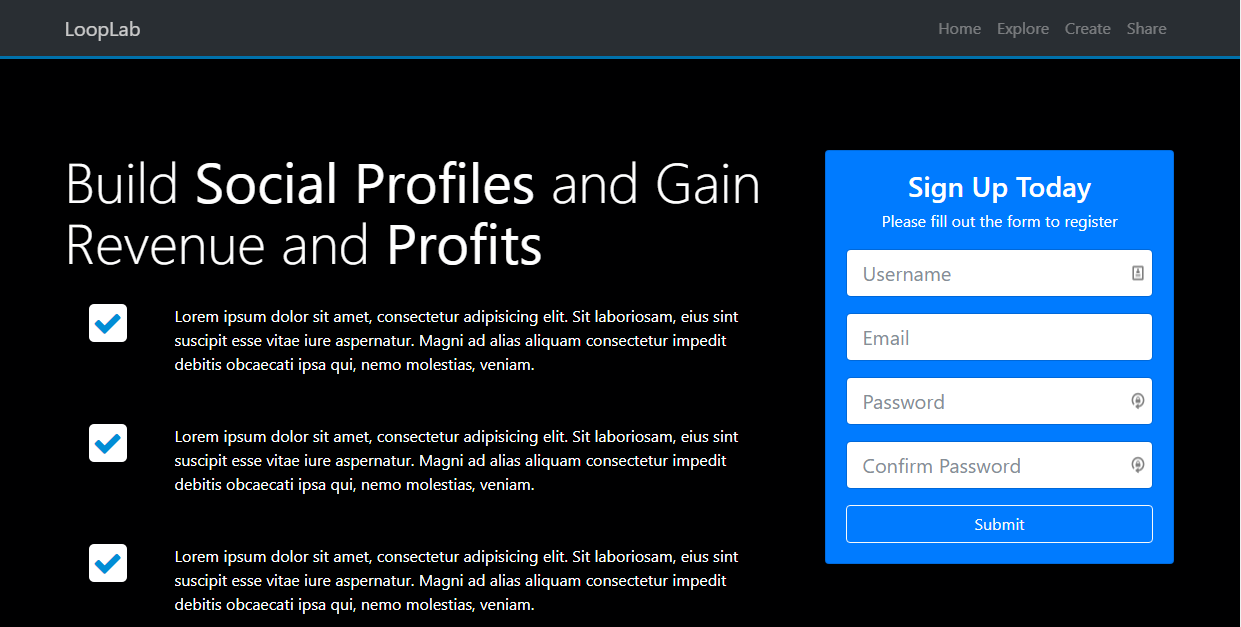 LoopLab
Home Explore Create Share
Build Social Profiles and Gain
Revenue and Profits
Lorem ipsum dolor sit amet, consectetur adipisicing elit. Sit laboriosam, eius sint
suscipit esse vitae iure aspernatur. Magni ad alias aliquam consectetur impedit
debitis obcaecati ipsa qui, nemo molestias, veniam.
Lorem ipsum dolor sit amet, consectetur adipisicing elit. Sit laboriosam, eius sint
suscipit esse vitae iure aspernatur. Magni ad alias aliquam consectetur impedit
debitis obcaecati ipsa qui, nemo molestias, veniam.
Lorem ipsum dolor sit amet, consectetur adipisicing elit. Sit laboriosam, eius sint
suscipit esse vitae iure aspernatur. Magni ad alias aliquam consectetur impedit
debitis obcaecati ipsa qui, nemo molestias, veniam.
Sign Up Today
Please fill out the form to register
Username
Email
Password
Confirm Password
Submit